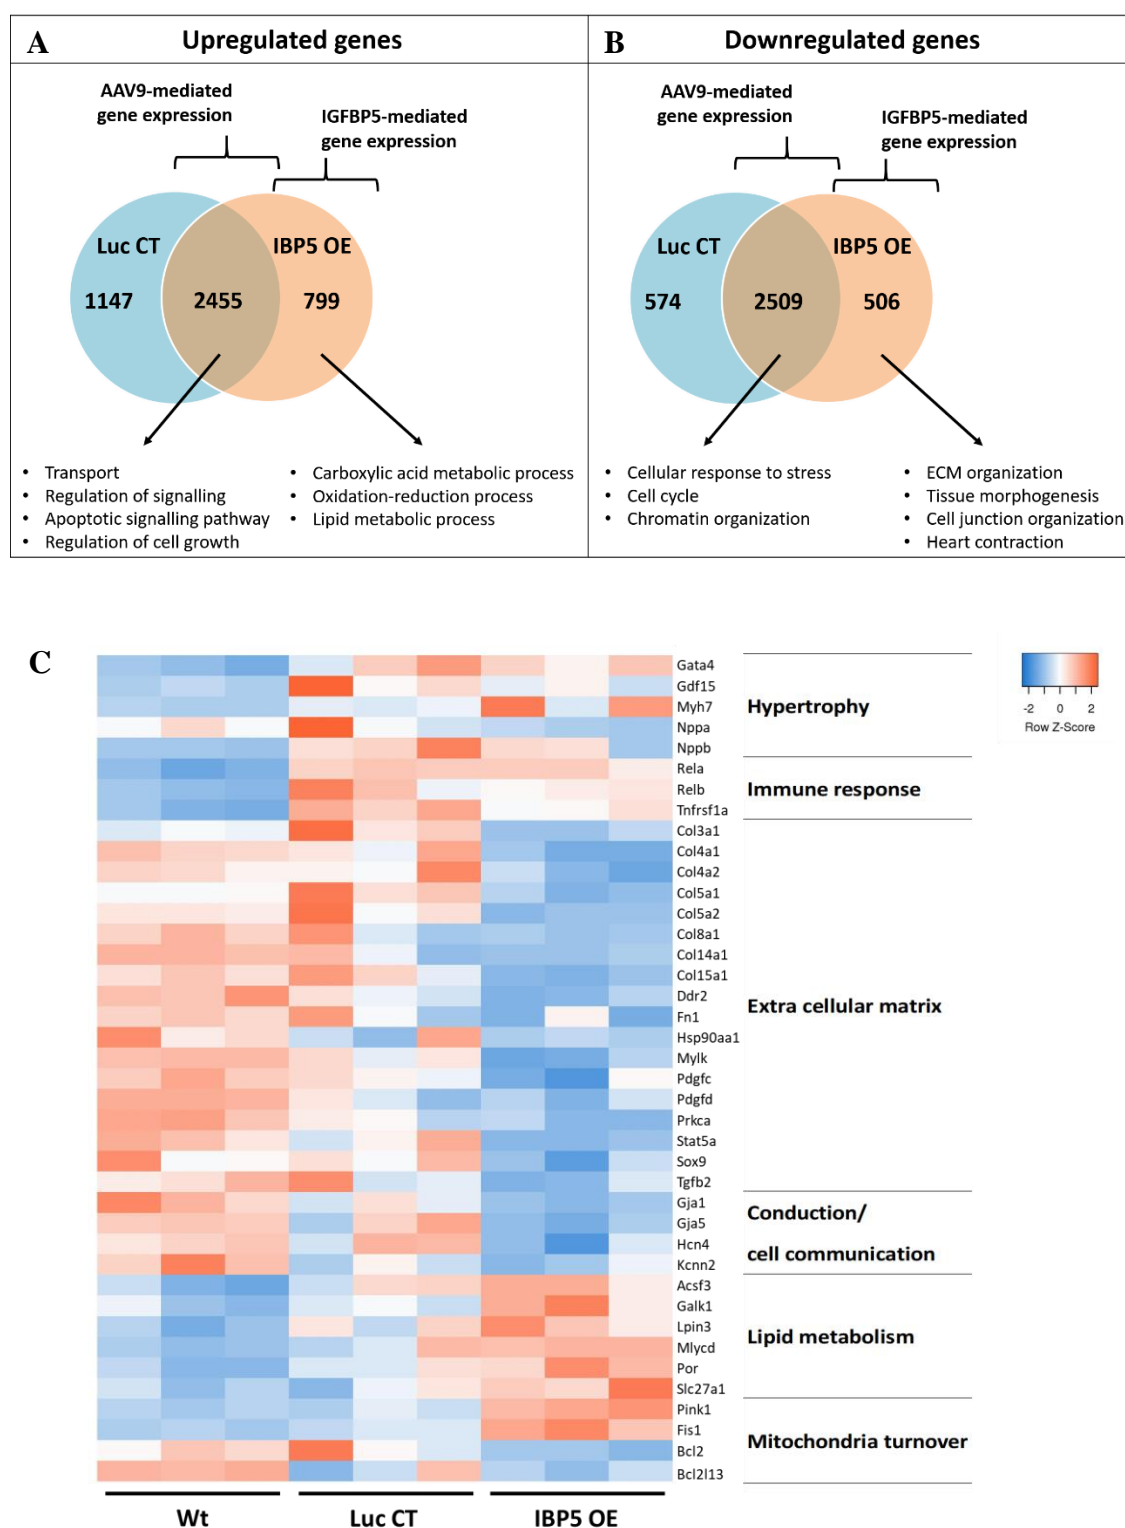 A
Upregulated genes
AAV9-mediated
gene expression
IGFBP5-mediated
gene expression
Luc CT
IBP5 OE
1147
2455
799
• Transport
• Regulation of signalling
• Apoptotic signalling pathway
• Regulation of cell growth
• Carboxylic acid metabolic process
• Oxidation-reduction process
• Lipid metabolic process
B
Downregulated genes
AAV9-mediated
gene expression
IGFBP5-mediated
gene expression
Luc CT
IBP5 OE
574
2509
506
• Cellular response to stress
• Cell cycle
• Chromatin organization
• ECM organization
• Tissue morphogenesis
• Cell junction organization
• Heart contraction
C
Gata4
Gdf15
Myh7
Nppa
Nppb
Rela
Relb
Tnfrsf1a
Col3a1
Col4a1
Col4a2
Col5a1
Col5a2
Col8a1
Col14a1
Col15a1
Ddr2
Fn1
Hsp90aa1
Mylk
Pdgfc
Pdgfd
Prkca
Stat5a
Sox9
Tgfb2
Gja1
Gja5
Hcn4
Kcnn2
Acsf3
Galk1
Lpin3
Mlycd
Por
Slc27a1
Pink1
Fis1
Bcl2
Bcl2l13
Hypertrophy
Immune response
Extra cellular matrix
Conduction/
cell communication
Lipid metabolism
Mitochondria turnover
-2 0 2
Row Z-Score
Wt
Luc CT
IBP5 OE